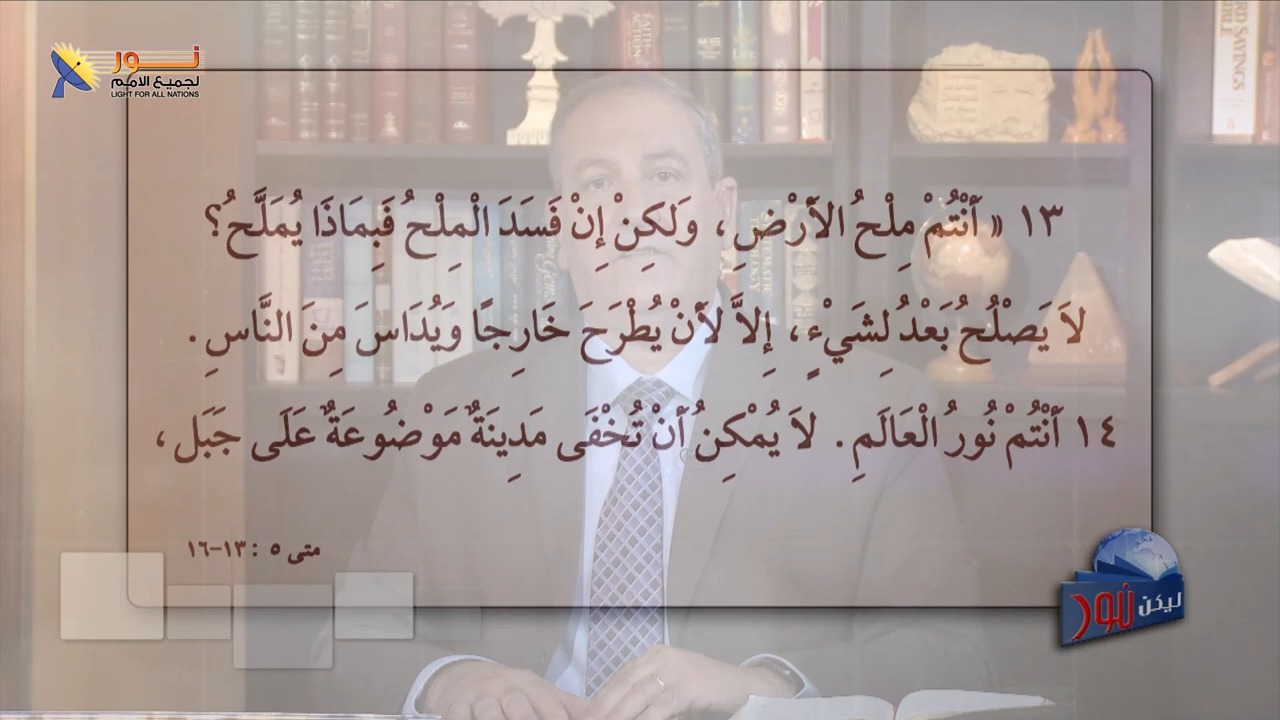 نور
لجميع الامم
LIGHT FOR ALL NATIONS
١٣ «أَنْتُمْ مِلْحُ الأَرْضِ، وَلكِنْ إِنْ فَسَدَ الْمِلْحُ فَبِمَاذَا يُمَلَّحُ؟
لاَ يَصْلُحُ بَعْدُ لِشَيْءٍ، إِلاَّ لأَنْ يُطْرَحَ خَارِجًا وَيُدَاسَ مِنَ النَّاسِ.
١٤ أَنْتُمْ نُورُ الْعَالَمِ. لاَ يُمْكِنُ أَنْ تُخْفَى مَدِينَةٌ مَوْضُوعَةٌ عَلَى جَبَل،
متى ٥ : ١٣-١٦
ليكن نور